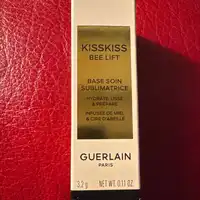 KISSKISS
BEE LIFT
BASE SOIN
SUBLIMATRICE
HYDRATE, LISSE
& PRÉPARE
INFUSÉE DE MIEL
& CIRE D'ABEILLE
GUERLAIN
PARIS
3.2 g NET WT. 0.11 oz.